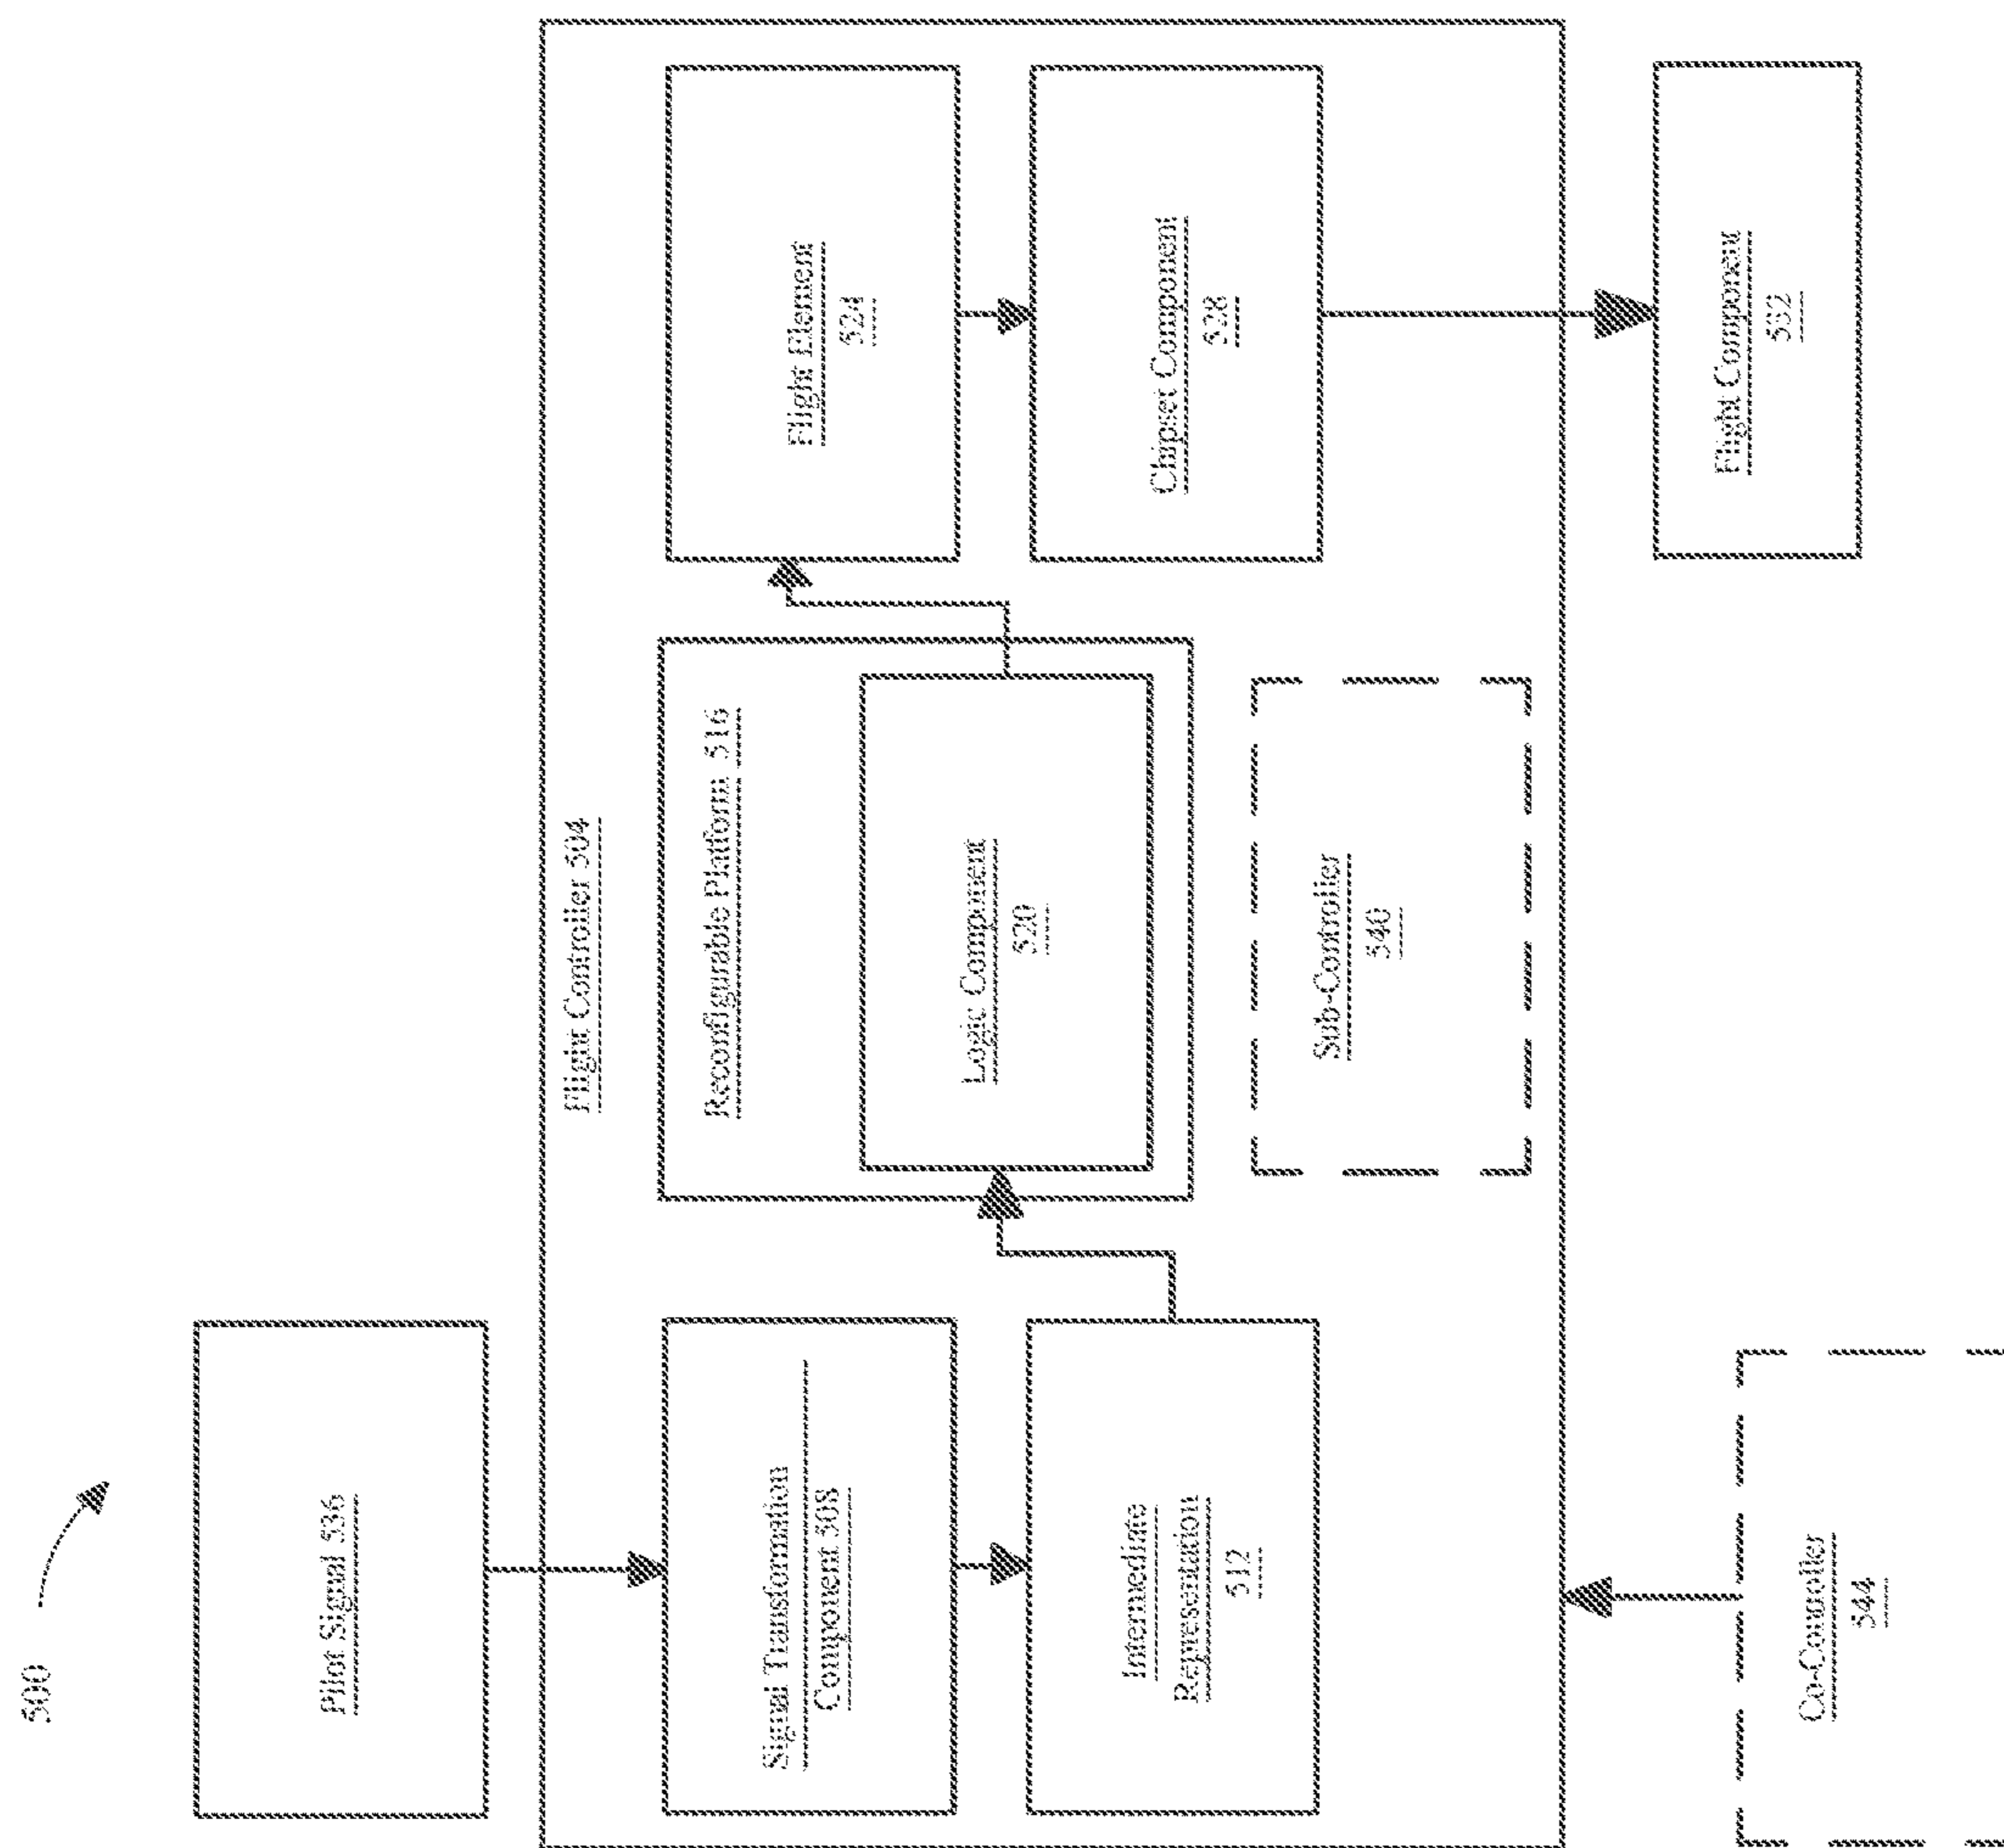 500
Pilot Signal 536
Flight Controller 504
Signal Transformation
Component 508
Intermediate
Representation
512
Reconfigurable Platform 516
Logic Component
520
Flight Element
524
Chipset Component
528
Sub-Controller
540
Flight Component
532
Co-Controller
544